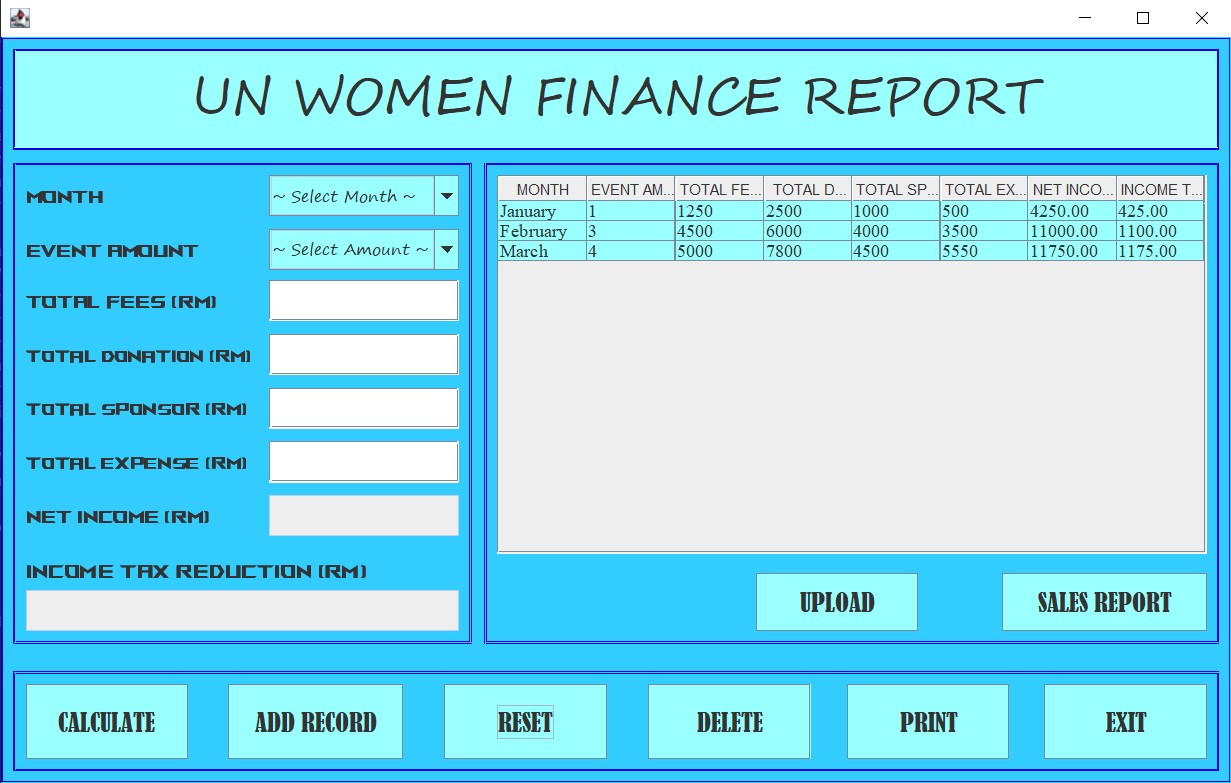 UN WOMEN FINANCE REPORT
MONTH
~ Select Month ~
EVENT AMOUNT
~ Select Amount ~
TOTAL FEES (RM)
TOTAL DONATION (RM)
TOTAL SPONSOR (RM)
TOTAL EXPENSE (RM)
NET INCOME (RM)
INCOME TAX REDUCTION (RM)
MONTH EVENT AM... TOTAL FE... TOTAL D... TOTAL SP... TOTAL EX... NET INCO... INCOME T...
January 1 1250 2500 1000 500 4250.00 425.00
February 3 4500 6000 4000 3500 11000.00 1100.00
March 4 5000 7800 4500 5550 11750.00 1175.00
UPLOAD SALES REPORT
CALCULATE ADD RECORD RESET DELETE PRINT EXIT